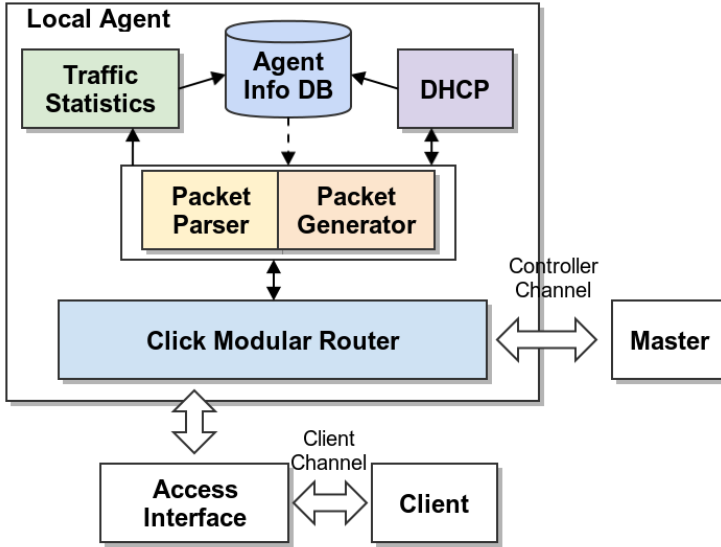 Local Agent
Traffic
Statistics
Agent
Info DB
DHCP
Packet
Parser
Packet
Generator
Controller
Channel
Click Modular Router
Master
Client
Channel
Access
Interface
Client